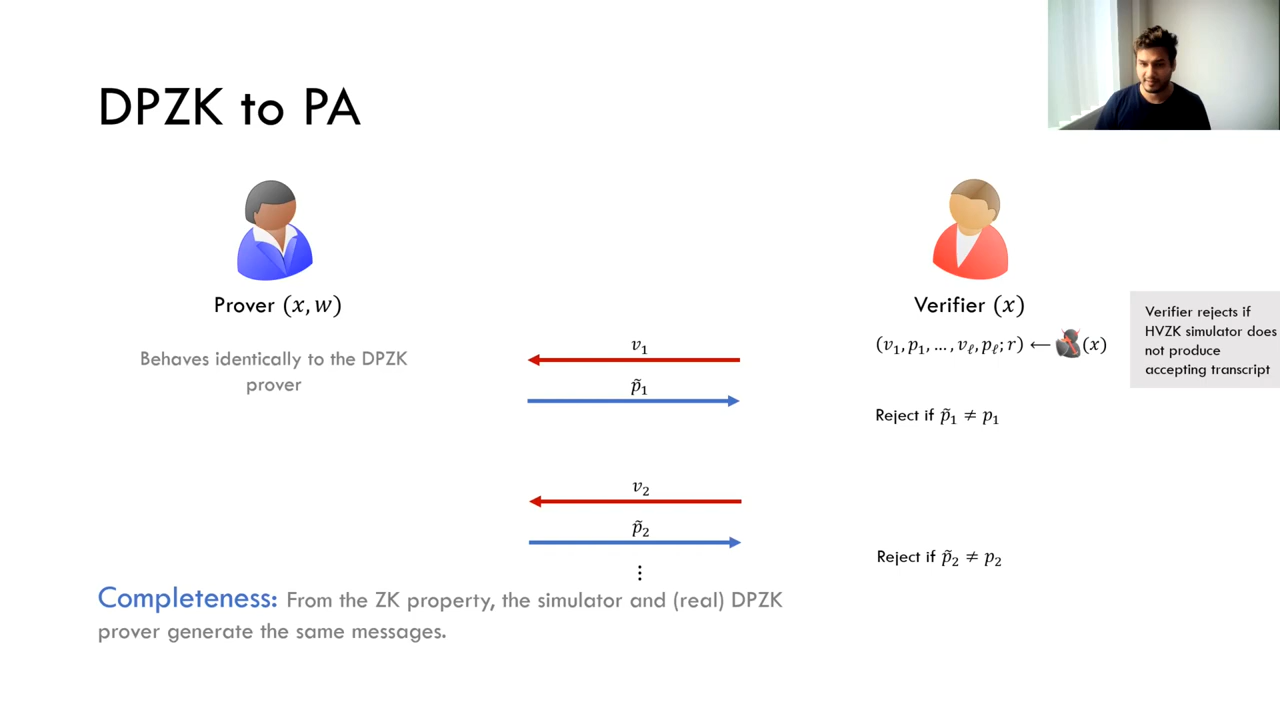 DPZK to PA
Prover (𝑥, 𝑤)
Verifier (𝑥)
Behaves identically to the DPZK
prover
𝑣₁
(𝑣₁, 𝑝₁, … , 𝑣ℓ, 𝑝ℓ; 𝑟) ⟵ (𝑥)
Verifier rejects if
HVZK simulator does
not produce
accepting transcript
p̃₁
Reject if p̃₁ ≠ 𝑝₁
𝑣₂
p̃₂
Reject if p̃₂ ≠ 𝑝₂
⋮
Completeness: From the ZK property, the simulator and (real) DPZK
prover generate the same messages.